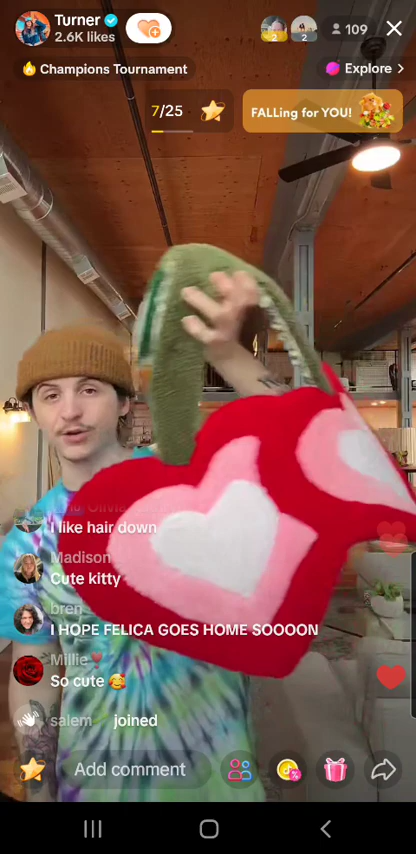 Turner
2.6K likes
2
2
109
Champions Tournament
Explore >
7/25
FALLing for YOU!
I like hair down
Madison
Cute kitty
bren
I HOPE FELICA GOES HOME SOOOON
Millie
So cute 🥰
salem joined
Add comment